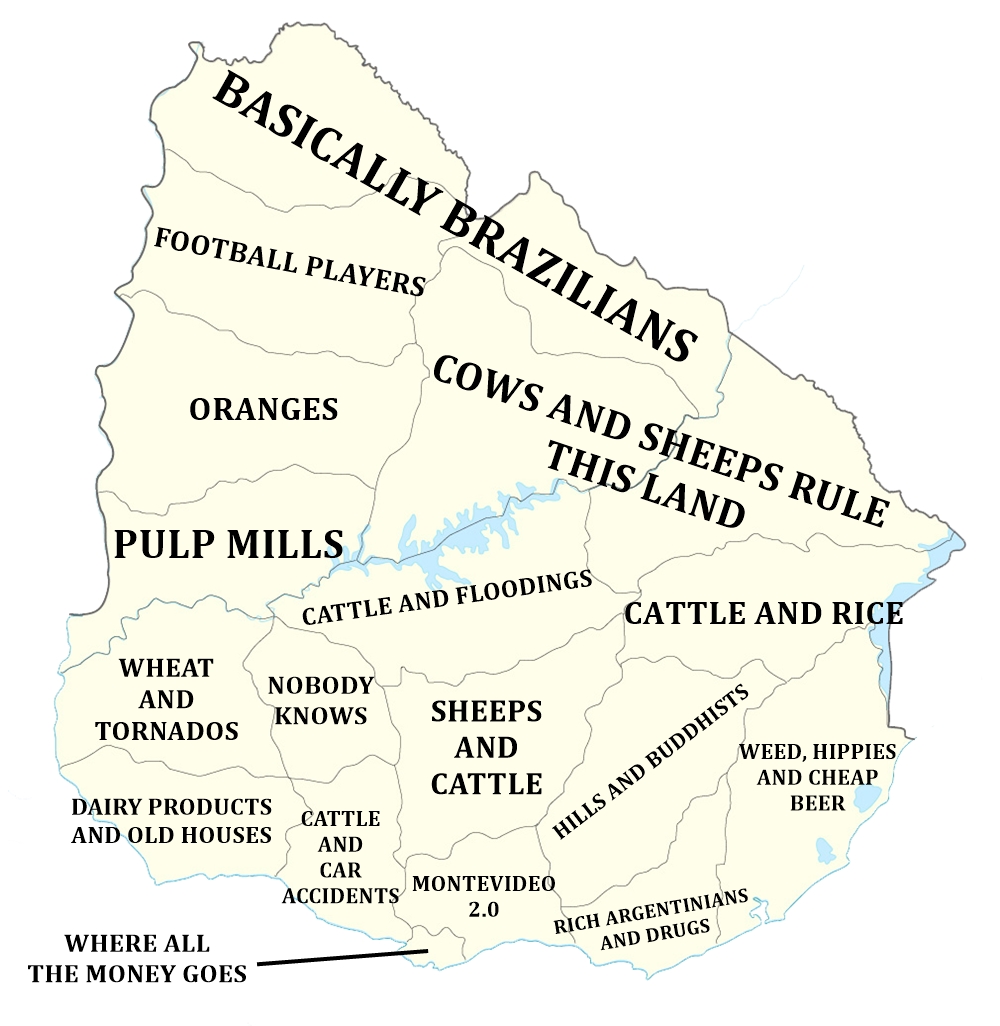 BASICALLY BRAZILIANS
FOOTBALL PLAYERS
COWS AND SHEEPS RULE
THIS LAND
ORANGES
PULP MILLS
CATTLE AND FLOODINGS
CATTLE AND RICE
WHEAT
AND
TORNADOS
NOBODY
KNOWS
SHEEPS
AND
CATTLE
HILLS AND BUDDHISTS
WEED, HIPPIES
AND CHEAP
BEER
DAIRY PRODUCTS
AND OLD HOUSES
CATTLE
AND
CAR
ACCIDENTS
MONTEVIDEO
2.0
RICH ARGENTINIANS
AND DRUGS
WHERE ALL
THE MONEY GOES